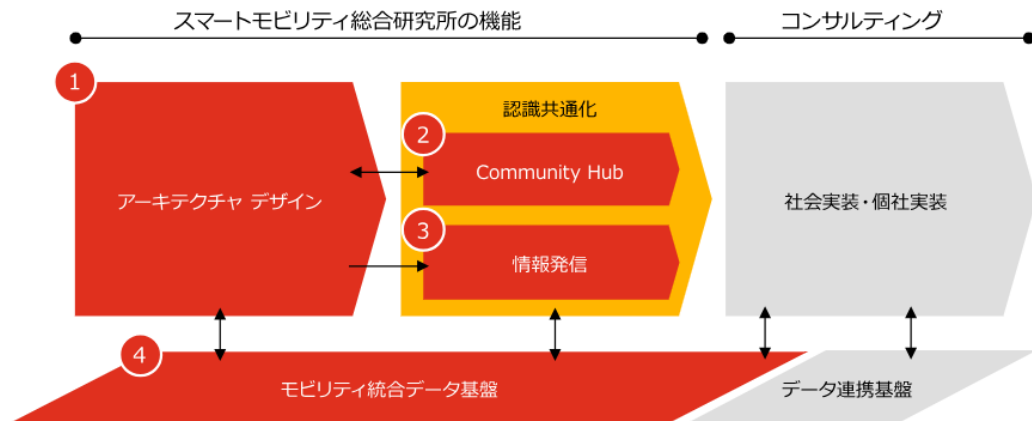 スマートモビリティ総合研究所の機能
コンサルティング
1
アーキテクチャ デザイン
認識共通化
2
Community Hub
3
情報発信
社会実装・個社実装
4
モビリティ統合データ基盤
データ連携基盤